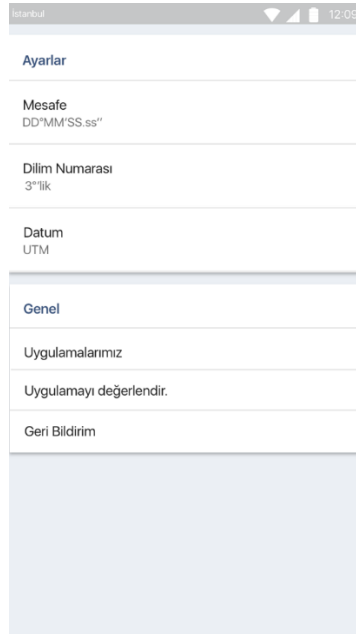 İstanbul 12:09
Ayarlar
Mesafe
DD°MM'SS.ss''
Dilim Numarası
3°'lik
Datum
UTM
Genel
Uygulamalarımız
Uygulamayı değerlendir.
Geri Bildirim